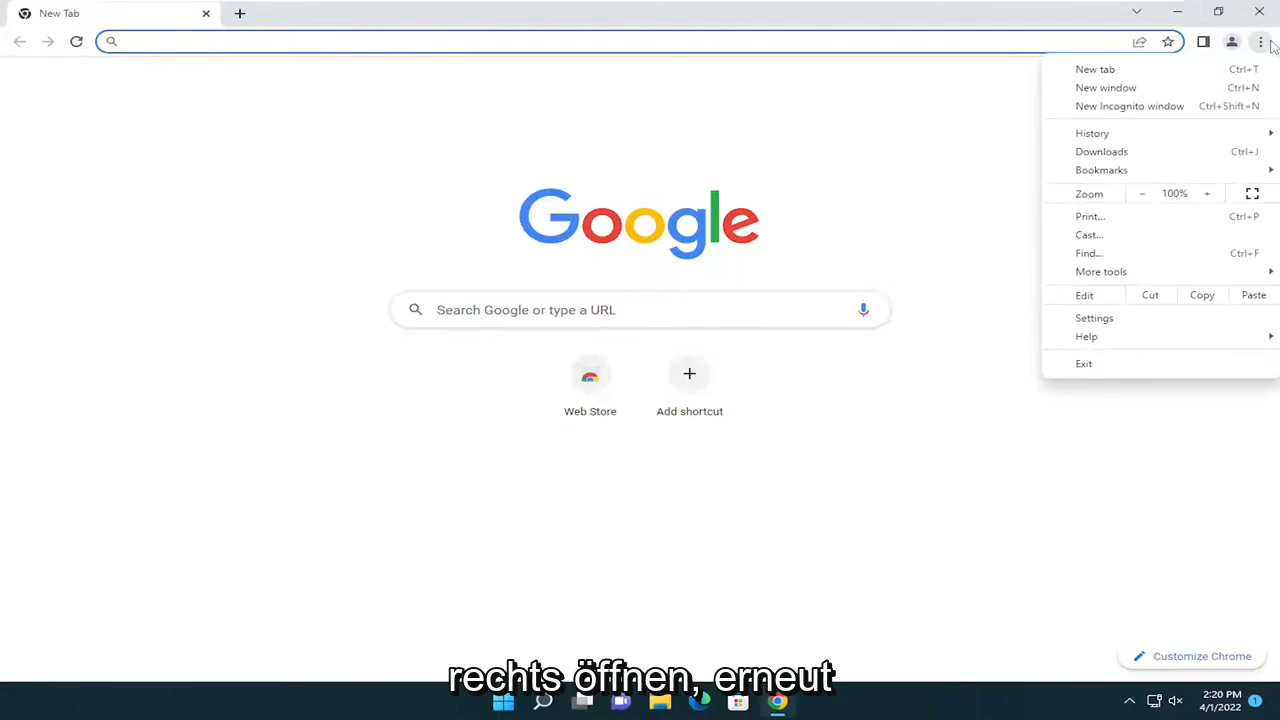 New Tab
New tab Ctrl+T
New window Ctrl+N
New Incognito window Ctrl+Shift+N
History
Downloads Ctrl+J
Bookmarks
Zoom − 100% +
Print... Ctrl+P
Cast...
Find... Ctrl+F
More tools
Edit Cut Copy Paste
Settings
Help
Exit
Google
Search Google or type a URL
Web Store Add shortcut
Customize Chrome
rechts öffnen, erneut
2:20 PM
4/1/2022
1